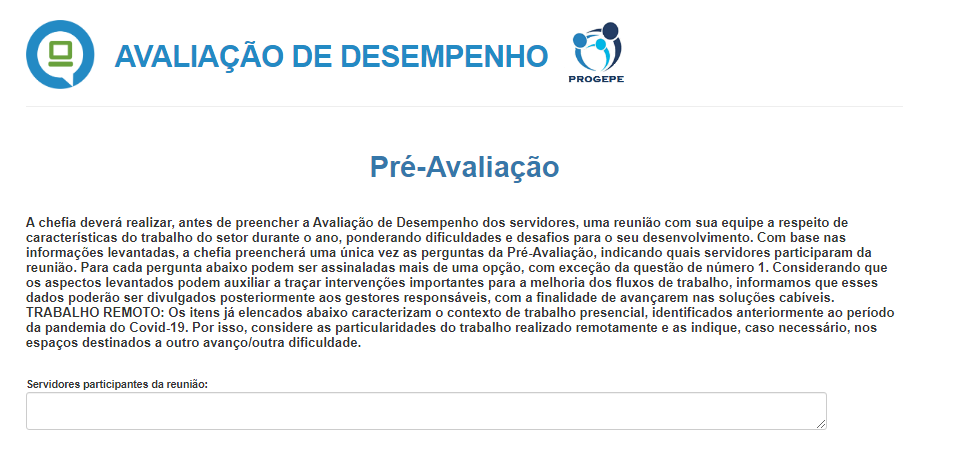 AVALIAÇÃO DE DESEMPENHO
PROGEPE
Pré-Avaliação
A chefia deverá realizar, antes de preencher a Avaliação de Desempenho dos servidores, uma reunião com sua equipe a respeito de
características do trabalho do setor durante o ano, ponderando dificuldades e desafios para o seu desenvolvimento. Com base nas
informações levantadas, a chefia preencherá uma única vez as perguntas da Pré-Avaliação, indicando quais servidores participaram da
reunião. Para cada pergunta abaixo podem ser assinaladas mais de uma opção, com exceção da questão de número 1. Considerando que
os aspectos levantados podem auxiliar a traçar intervenções importantes para a melhoria dos fluxos de trabalho, informamos que esses
dados poderão ser divulgados posteriormente aos gestores responsáveis, com a finalidade de avançarem nas soluções cabíveis.
TRABALHO REMOTO: Os itens já elencados abaixo caracterizam o contexto de trabalho presencial, identificados anteriormente ao período
da pandemia do Covid-19. Por isso, considere as particularidades do trabalho realizado remotamente e as indique, caso necessário, nos
espaços destinados a outro avanço/outra dificuldade.
Servidores participantes da reunião: